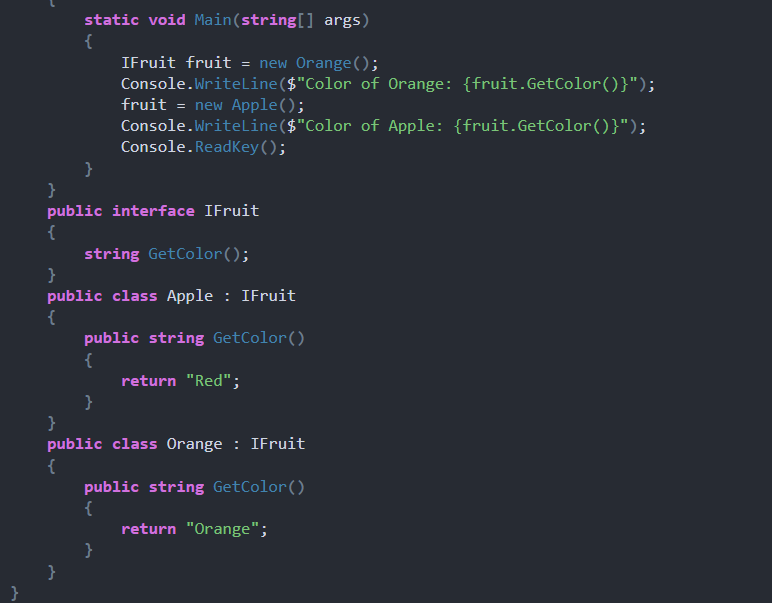 {
static void Main(string[] args)
{
IFruit fruit = new Orange();
Console.WriteLine($"Color of Orange: {fruit.GetColor()}");
fruit = new Apple();
Console.WriteLine($"Color of Apple: {fruit.GetColor()}");
Console.ReadKey();
}
}
public interface IFruit
{
string GetColor();
}
public class Apple : IFruit
{
public string GetColor()
{
return "Red";
}
}
public class Orange : IFruit
{
public string GetColor()
{
return "Orange";
}
}
}